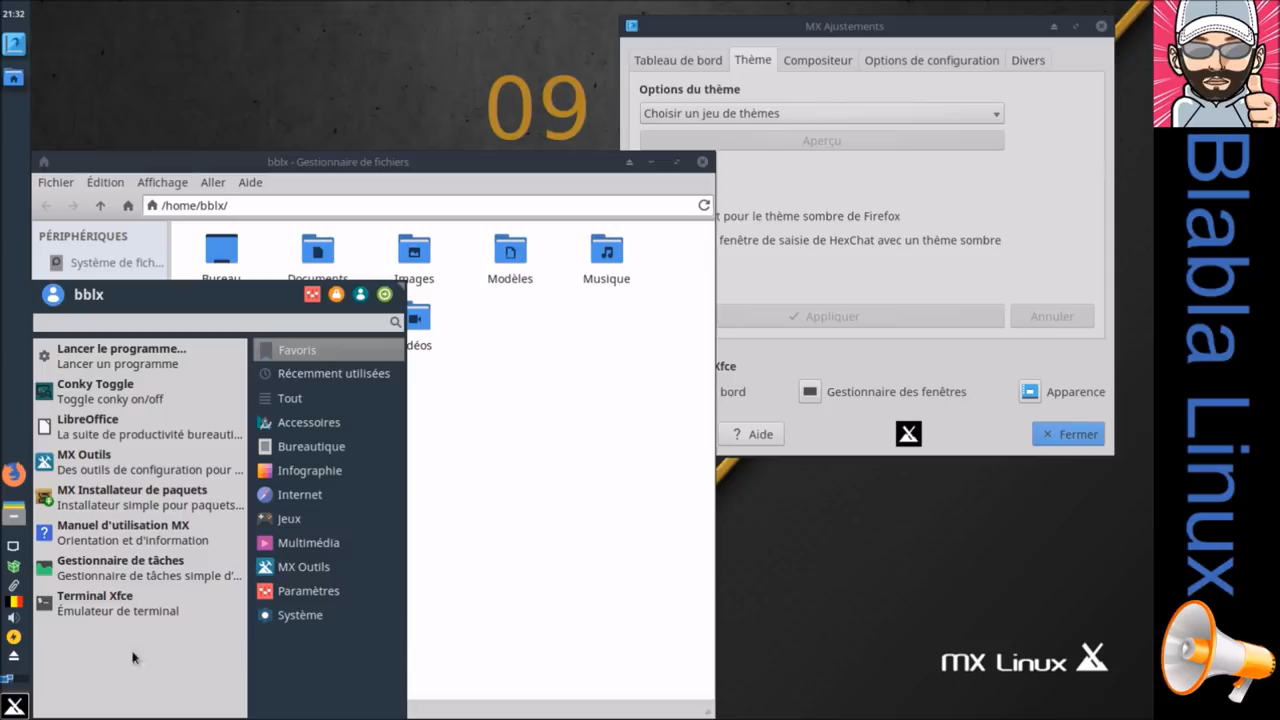 21:32
09
MX Ajustements
Tableau de bord
Thème
Compositeur
Options de configuration
Divers
Options du thème
Choisir un jeu de thèmes
Aperçu
t pour le thème sombre de Firefox
fenêtre de saisie de HexChat avec un thème sombre
Appliquer
Annuler
Xfce
bord
Gestionnaire des fenêtres
Apparence
? Aide
Fermer
bblx - Gestionnaire de fichiers
Fichier Édition Affichage Aller Aide
/home/bblx/
PÉRIPHÉRIQUES
Système de fich...
Bureau
Documents
Images
Modèles
Musique
déos
bblx
Lancer le programme...
Lancer un programme
Conky Toggle
Toggle conky on/off
LibreOffice
La suite de productivité bureauti...
MX Outils
Des outils de configuration pour ...
MX Installateur de paquets
Installateur simple pour paquets...
Manuel d'utilisation MX
Orientation et d'information
Gestionnaire de tâches
Gestionnaire de tâches simple d'...
Terminal Xfce
Émulateur de terminal
Favoris
Récemment utilisées
Tout
Accessoires
Bureautique
Infographie
Internet
Jeux
Multimédia
MX Outils
Paramètres
Système
MX Linux
Blabla Linux